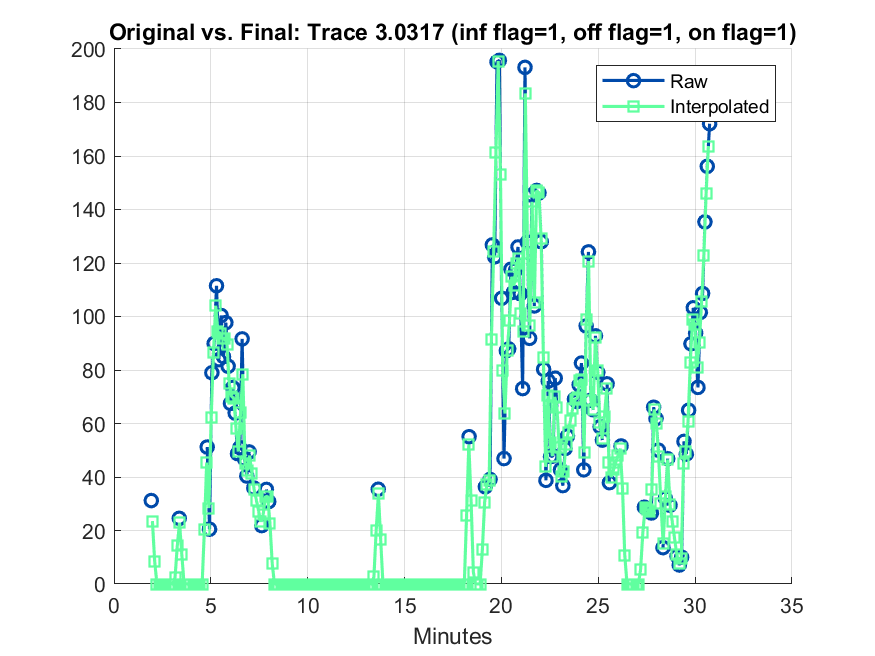 Original vs. Final: Trace 3.0317 (inf flag=1, off flag=1, on flag=1)
200
180
160
140
120
100
80
60
40
20
0
Raw
Interpolated
0 5 10 15 20 25 30 35
Minutes